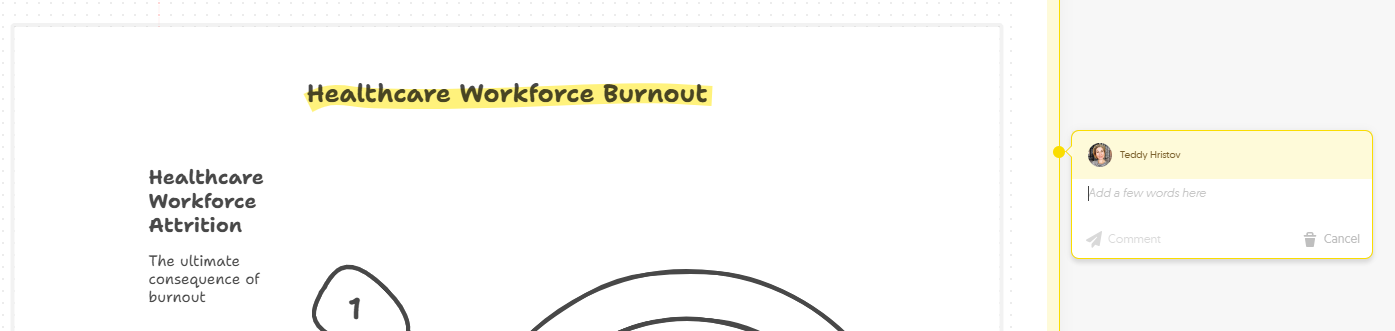 Healthcare Workforce Burnout
Healthcare
Workforce
Attrition
The ultimate
consequence of
burnout
1
Teddy Hristov
Add a few words here
Comment
Cancel